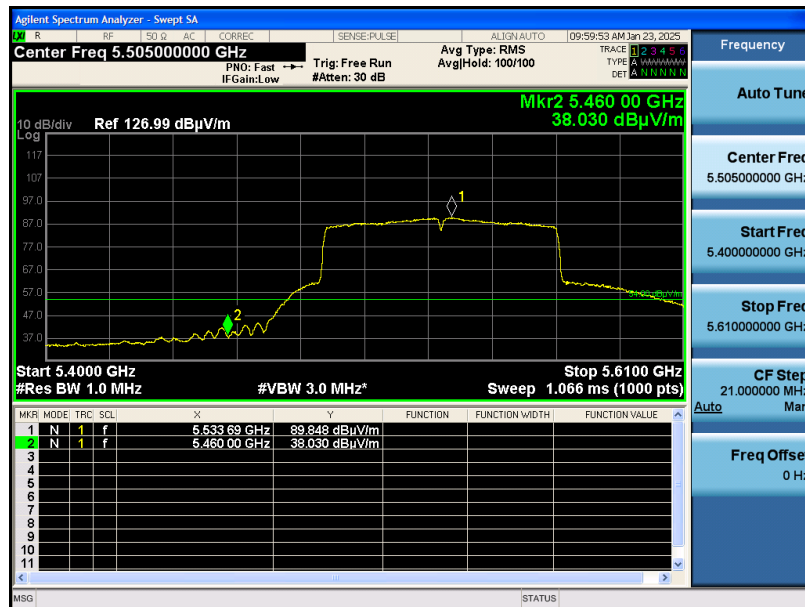 Agilent Spectrum Analyzer - Swept SA
LXI R RF 50 Ω AC CORREC SENSE:PULSE ALIGN AUTO 09:59:53 AM Jan 23, 2025
Center Freq 5.505000000 GHz
PNO: Fast
IFGain:Low
Trig: Free Run
#Atten: 30 dB
Avg Type: RMS
Avg|Hold: 100/100
TRACE 1 2 3 4 5 6
TYPE A
DET A N N N N N
Frequency
Mkr2 5.460 00 GHz
38.030 dBµV/m
10 dB/div Ref 126.99 dBµV/m
Log
117
107
97.0
87.0
77.0
67.0
57.0
47.0
37.0
1
2
Start 5.4000 GHz Stop 5.6100 GHz
#Res BW 1.0 MHz #VBW 3.0 MHz* Sweep 1.066 ms (1000 pts)
MKR MODE TRC SCL X Y FUNCTION FUNCTION WIDTH FUNCTION VALUE
1 N 1 f 5.533 69 GHz 89.848 dBµV/m
2 N 1 f 5.460 00 GHz 38.030 dBµV/m
3
4
5
6
7
8
9
10
11
MSG STATUS
Auto Tune
Center Freq
5.505000000 GHz
Start Freq
5.400000000 GHz
Stop Freq
5.610000000 GHz
CF Step
21.000000 MHz
Auto Man
Freq Offset
0 Hz